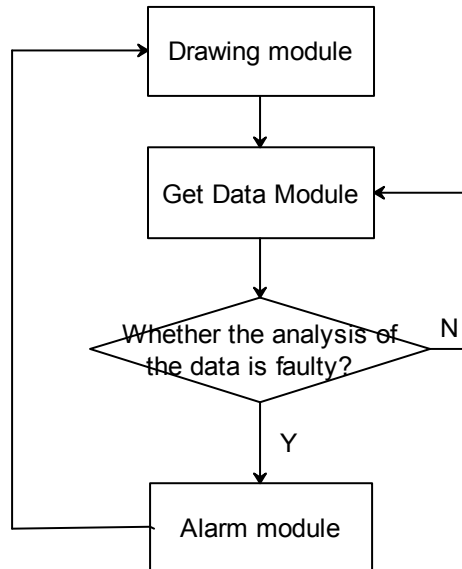 Drawing module
Get Data Module
Whether the analysis of
the data is faulty?
N
Y
Alarm module